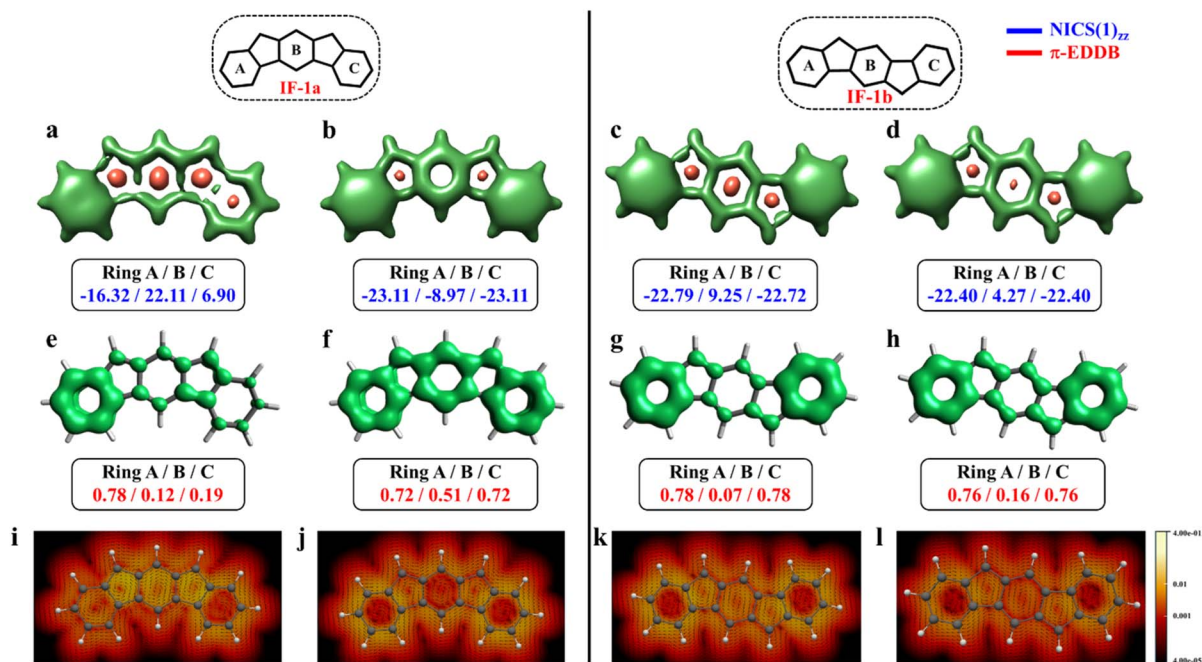 A
B
C
IF-1a
A
B
C
IF-1b
NICS(1)zz
π-EDDB
a
b
c
d
Ring A / B / C
-16.32 / 22.11 / 6.90
Ring A / B / C
-23.11 / -8.97 / -23.11
Ring A / B / C
-22.79 / 9.25 / -22.72
Ring A / B / C
-22.40 / 4.27 / -22.40
e
f
g
h
Ring A / B / C
0.78 / 0.12 / 0.19
Ring A / B / C
0.72 / 0.51 / 0.72
Ring A / B / C
0.78 / 0.07 / 0.78
Ring A / B / C
0.76 / 0.16 / 0.76
i
j
k
l
4.00e-01
0.01
0.001
4.00e-05